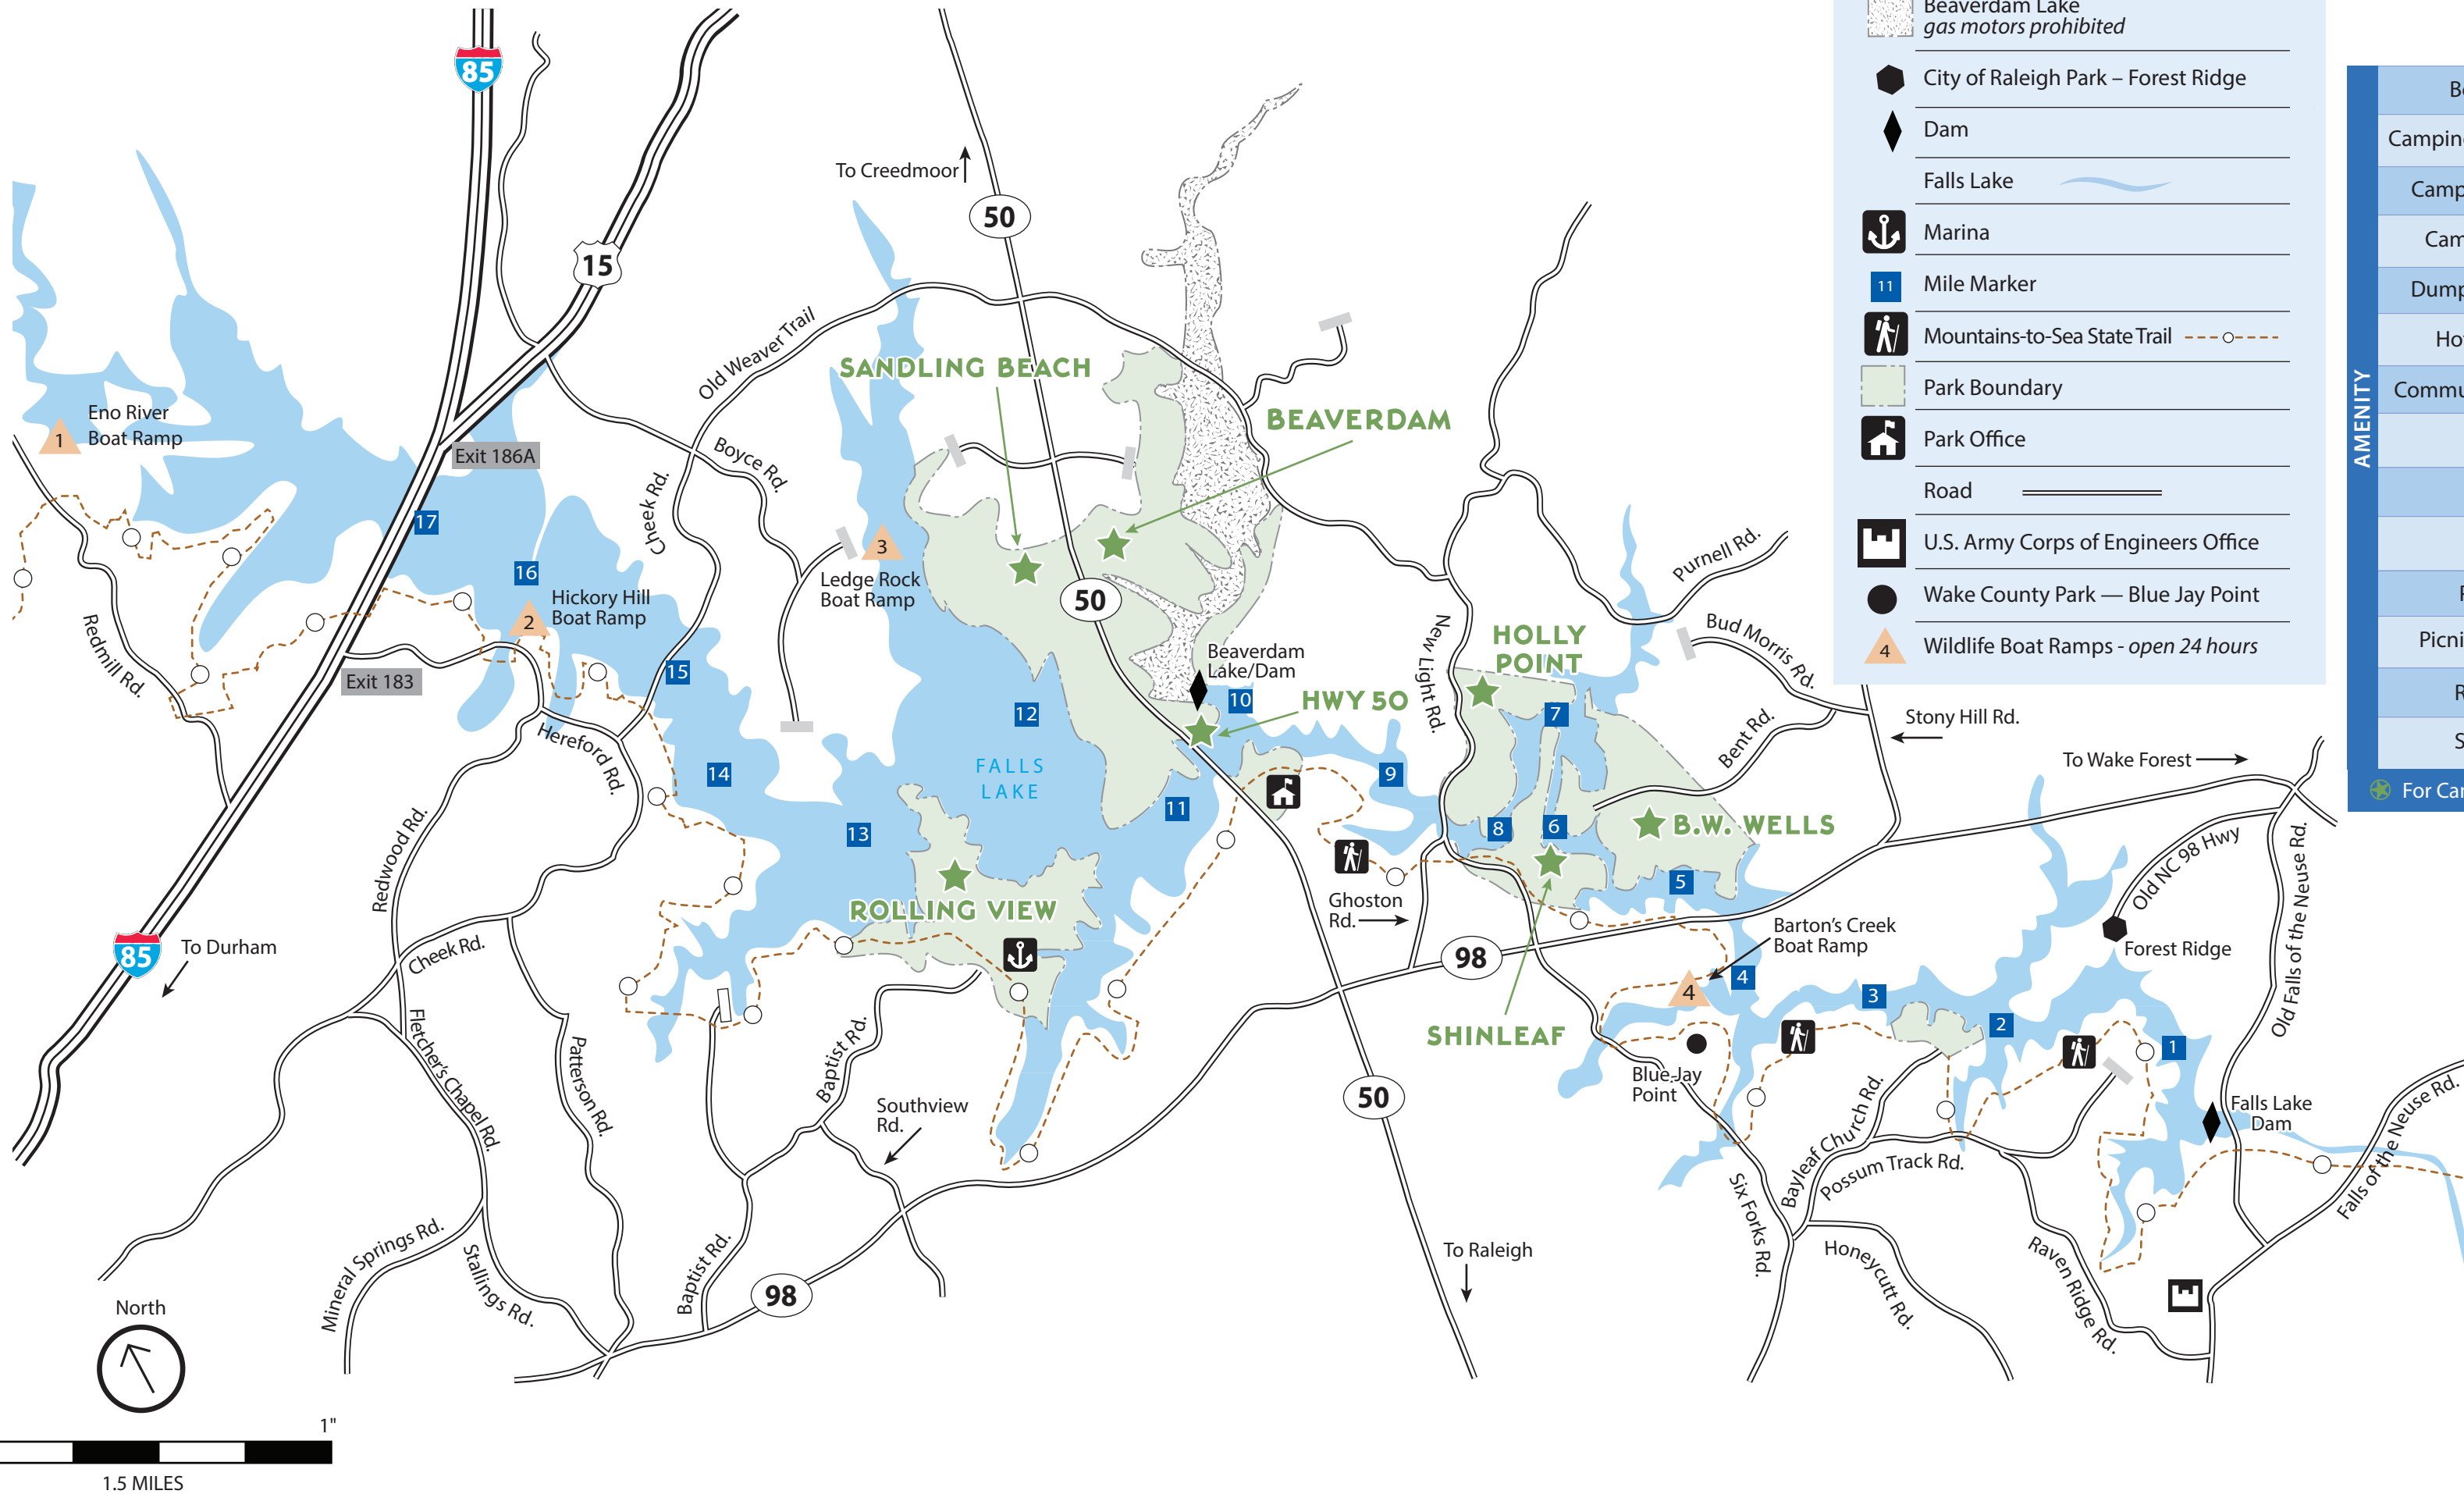 85
15
To Creedmoor
50
Old Weaver Trail
SANDLING BEACH
BEAVERDAM
Eno River
Boat Ramp
1
Exit 186A
Boyce Rd.
Cheek Rd.
17
16
Hickory Hill
Boat Ramp
2
3
Ledge Rock
Boat Ramp
50
Redmill Rd.
Exit 183
15
Hereford Rd.
14
13
12
FALLS
LAKE
11
Beaverdam
Lake/Dam
10
HWY 50
9
New Light Rd.
HOLLY
POINT
Purnell Rd.
Bud Morris Rd.
Bent Rd.
7
8
6
B.W. WELLS
5
Stony Hill Rd.
To Wake Forest
Old NC 98 Hwy
Forest Ridge
Old Falls of the Neuse Rd.
Redwood Rd.
ROLLING VIEW
Ghoston
Rd.
98
Barton's Creek
Boat Ramp
4
4
3
2
1
SHINLEAF
Blue Jay
Point
85
To Durham
Cheek Rd.
Fletcher's Chapel Rd.
Patterson Rd.
Baptist Rd.
Southview
Rd.
50
Bayleaf Church Rd.
Possum Track Rd.
Six Forks Rd.
Honeycutt Rd.
Raven Ridge Rd.
Falls Lake
Dam
Falls of the Neuse Rd.
Mineral Springs Rd.
Stallings Rd.
Baptist Rd.
98
To Raleigh
North
1"
1.5 MILES
Beaverdam Lake
gas motors prohibited
City of Raleigh Park – Forest Ridge
Dam
Falls Lake
Marina
11
Mile Marker
Mountains-to-Sea State Trail
Park Boundary
Park Office
Road
U.S. Army Corps of Engineers Office
Wake County Park — Blue Jay Point
4
Wildlife Boat Ramps - open 24 hours
AMENITY
For